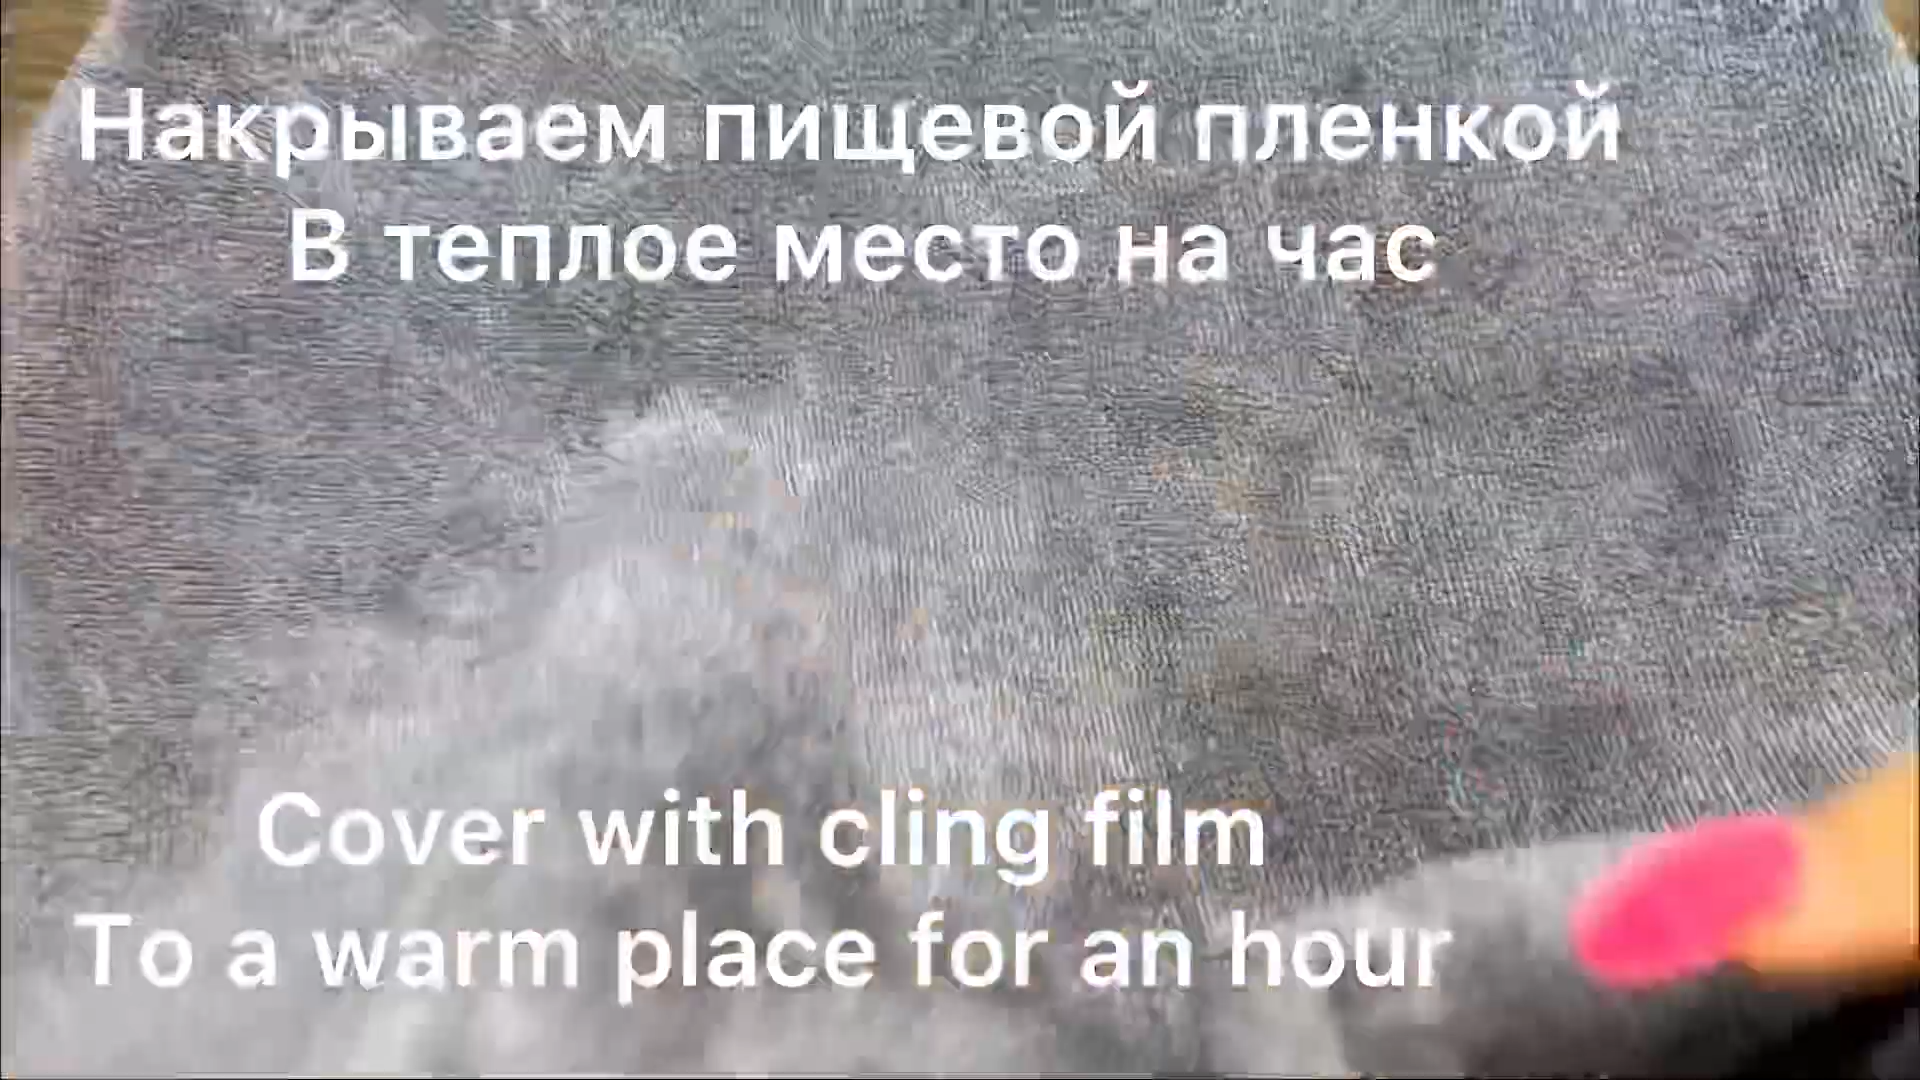 Накрываем пищевой пленкой
В теплое место на час
Cover with cling film
To a warm place for an hour